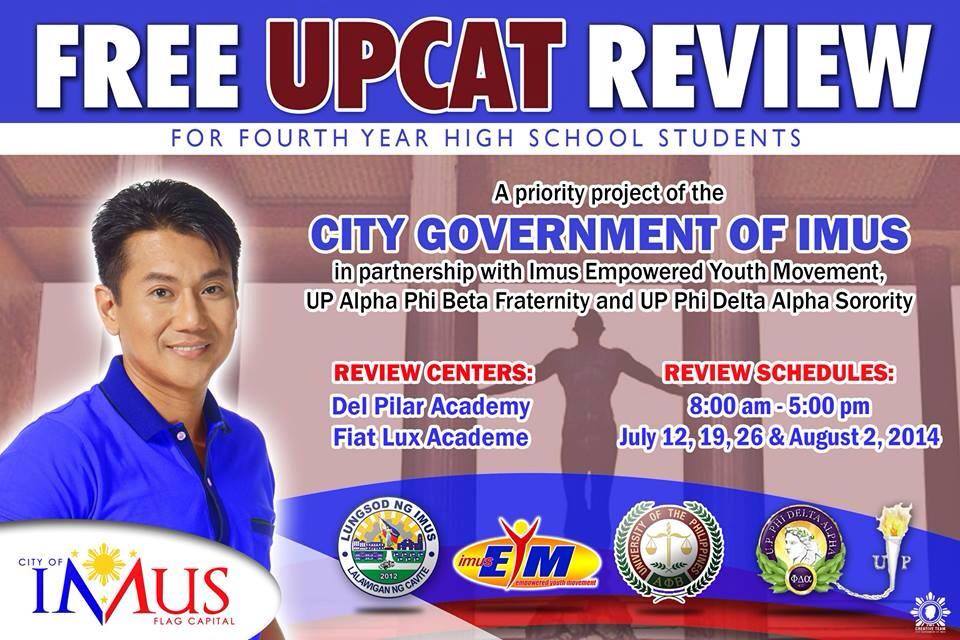 FREE UPCAT REVIEW
FOR FOURTH YEAR HIGH SCHOOL STUDENTS
A priority project of the
CITY GOVERNMENT OF IMUS
in partnership with Imus Empowered Youth Movement,
UP Alpha Phi Beta Fraternity and UP Phi Delta Alpha Sorority
REVIEW CENTERS:
Del Pilar Academy
Fiat Lux Academe
REVIEW SCHEDULES:
8:00 am - 5:00 pm
July 12, 19, 26 & August 2, 2014
CITY OF
IMUS
FLAG CAPITAL
LUNGSOD NG IMUS
2012
LALAWIGAN NG CAVITE
imus EYM
empowered youth movement
UNIVERSITY OF THE PHILIPPINES
ΑΦΒ
U.P. PHI DELTA ALPHA
ΦΔΑ
UP
CREATIVE TEAM